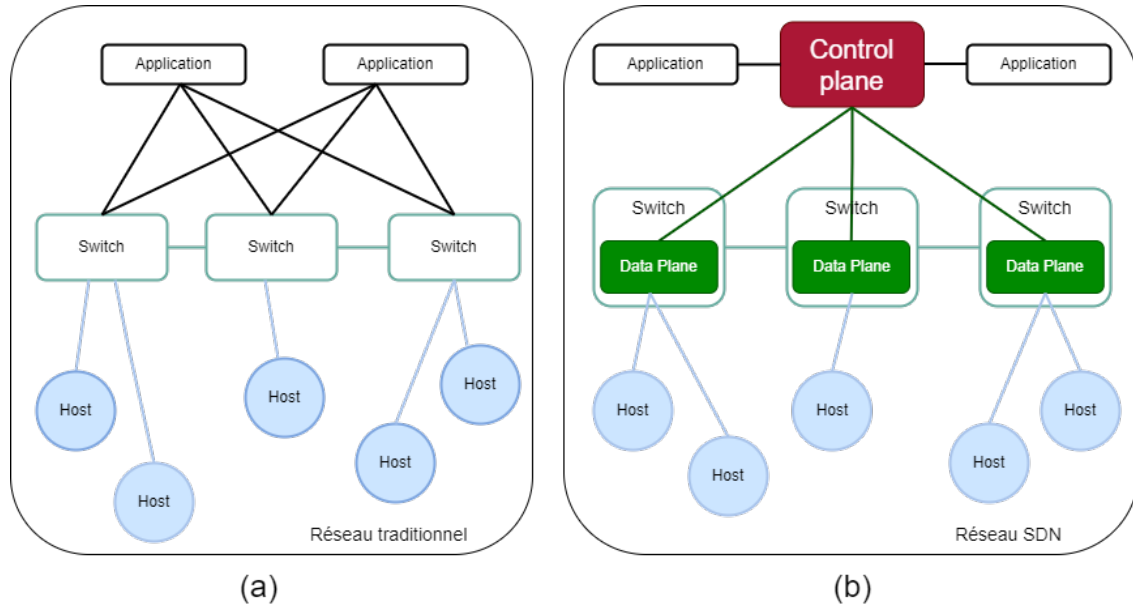 Application
Application
Switch
Switch
Switch
Host
Host
Host
Host
Host
Réseau traditionnel
(a)
Control
plane
Application
Application
Switch
Switch
Switch
Data Plane
Data Plane
Data Plane
Host
Host
Host
Host
Host
Réseau SDN
(b)